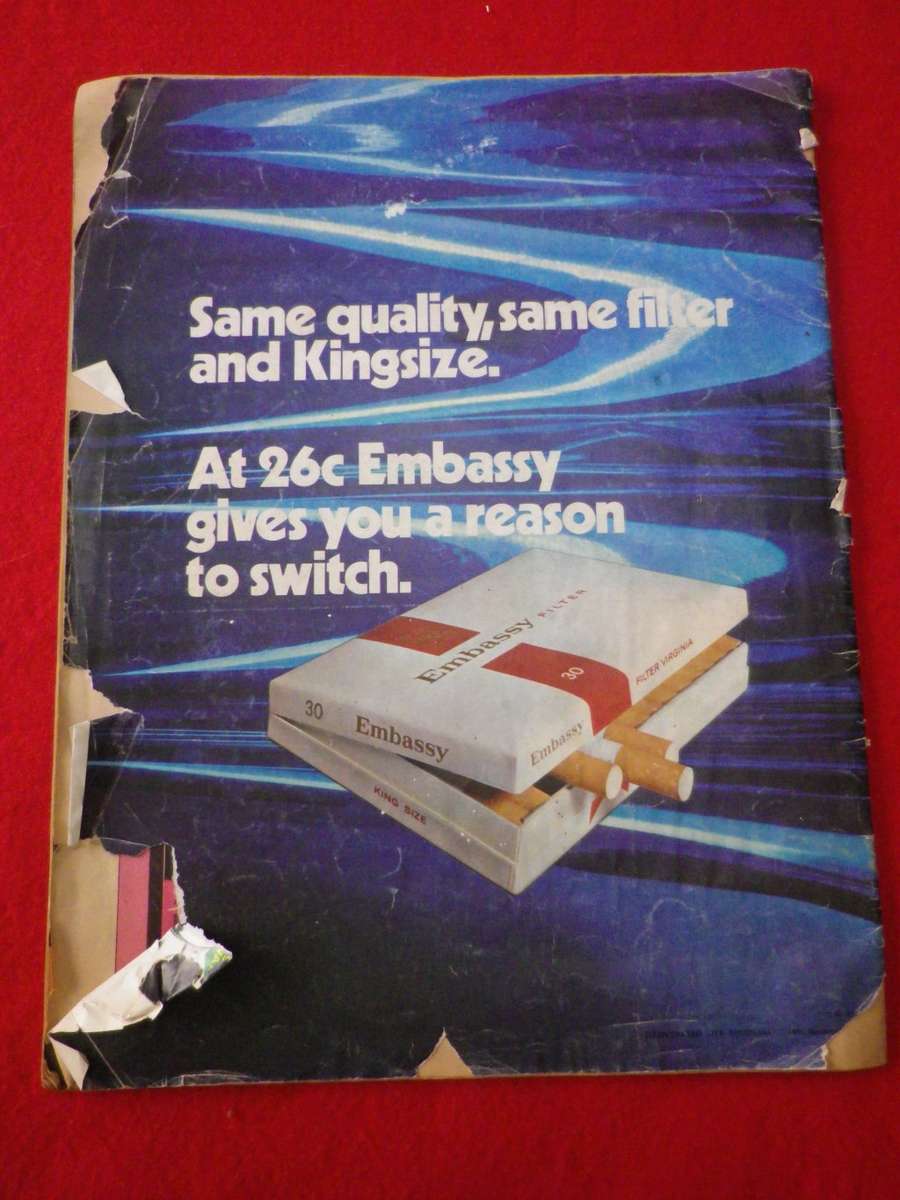 Same quality, same filter
and Kingsize.
At 26c Embassy
gives you a reason
to switch.
Embassy FILTER
30
FILTER VIRGINIA
30
Embassy
Embassy
KING SIZE